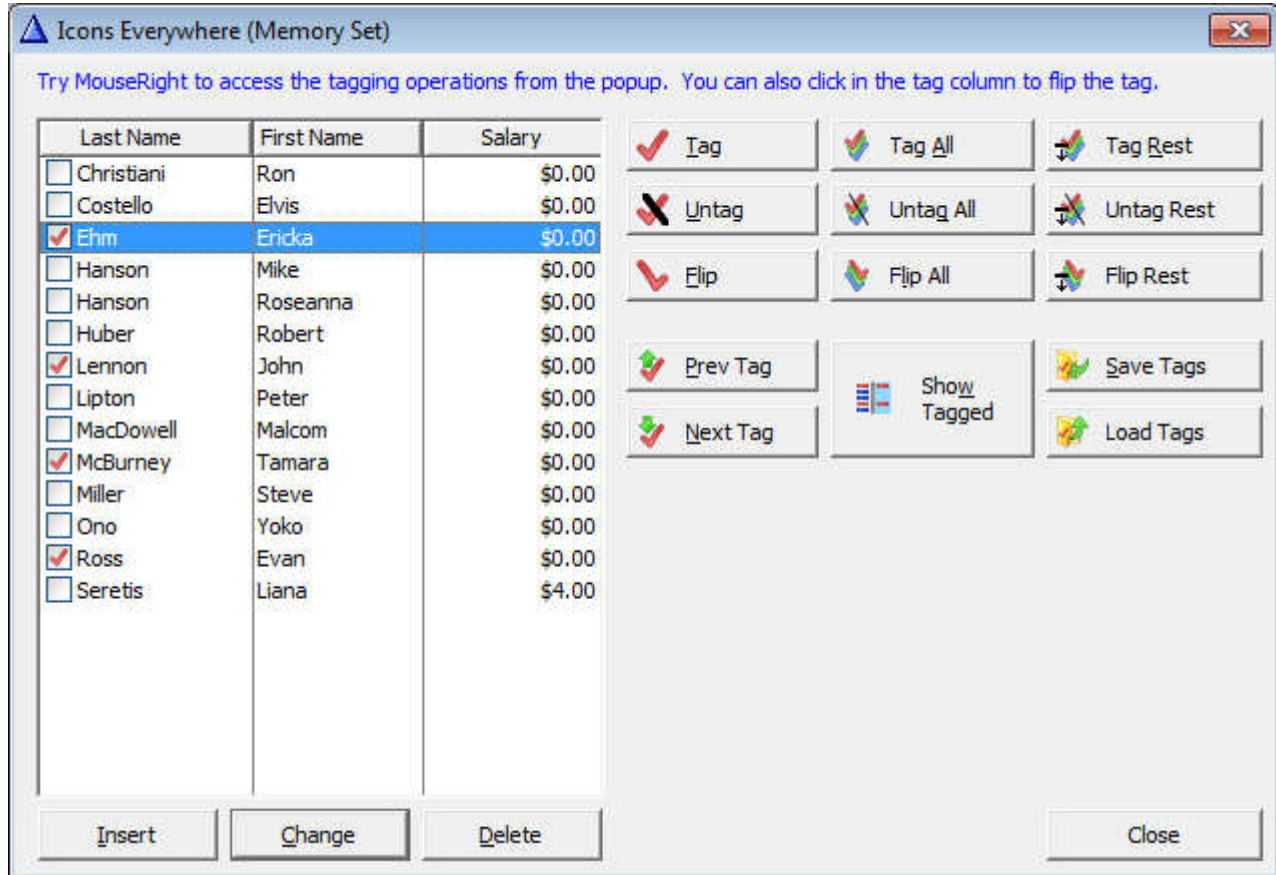 Icons Everywhere (Memory Set)
Try MouseRight to access the tagging operations from the popup. You can also click in the tag column to flip the tag.
Last Name First Name Salary
Christiani Ron $0.00
Costello Elvis $0.00
Ehm Ericka $0.00
Hanson Mike $0.00
Hanson Roseanna $0.00
Huber Robert $0.00
Lennon John $0.00
Lipton Peter $0.00
MacDowell Malcom $0.00
McBurney Tamara $0.00
Miller Steve $0.00
Ono Yoko $0.00
Ross Evan $0.00
Seretis Liana $4.00
Tag Tag All Tag Rest
Untag Untag All Untag Rest
Flip Flip All Flip Rest
Prev Tag
Next Tag
Show
Tagged
Save Tags
Load Tags
Insert Change Delete Close